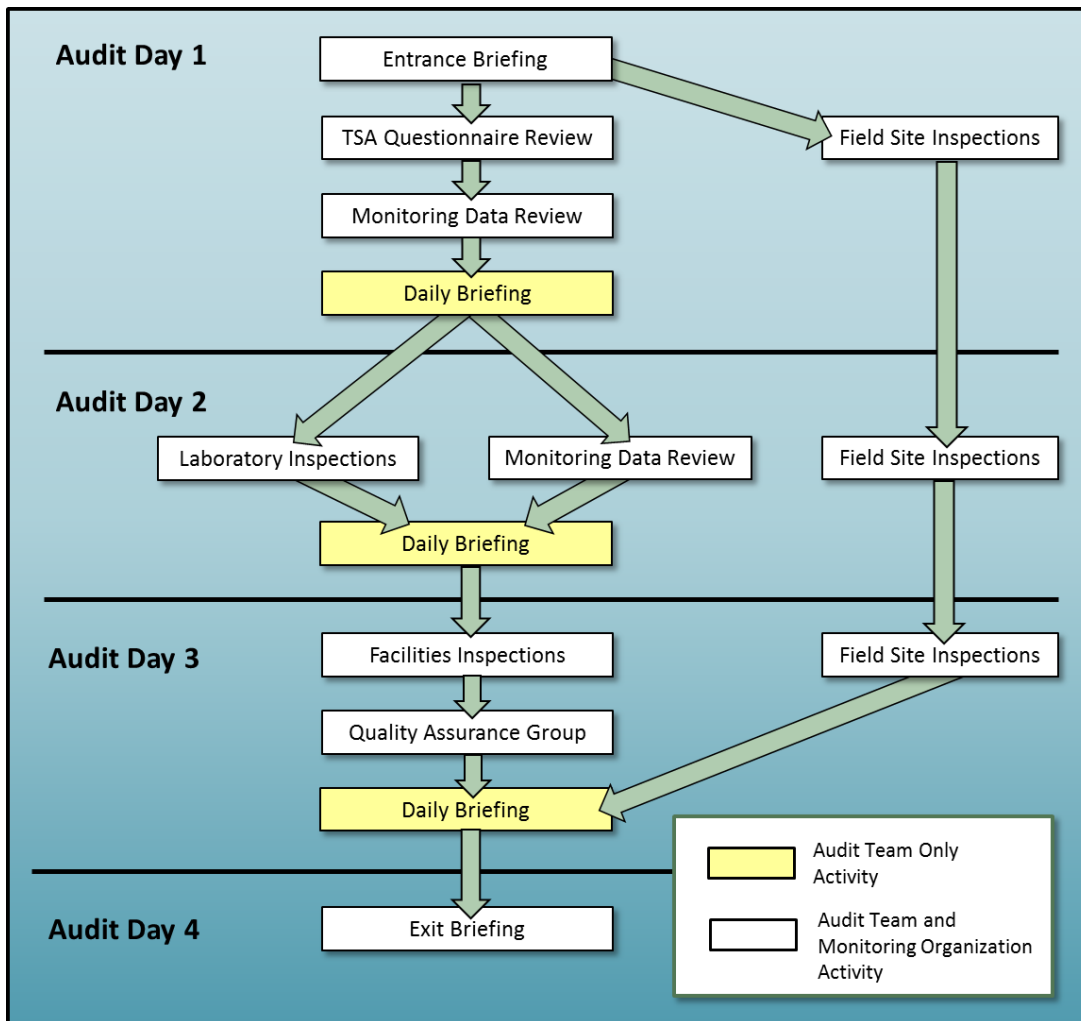 Audit Day 1
Entrance Briefing
TSA Questionnaire Review
Field Site Inspections
Monitoring Data Review
Daily Briefing
Audit Day 2
Laboratory Inspections
Monitoring Data Review
Field Site Inspections
Daily Briefing
Audit Day 3
Facilities Inspections
Field Site Inspections
Quality Assurance Group
Daily Briefing
Audit Day 4
Exit Briefing
Audit Team Only
Activity
Audit Team and
Monitoring Organization
Activity